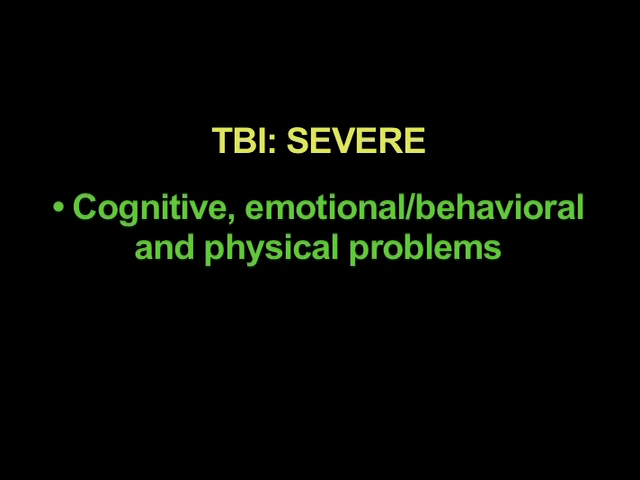 TBI: SEVERE
• Cognitive, emotional/behavioral
and physical problems